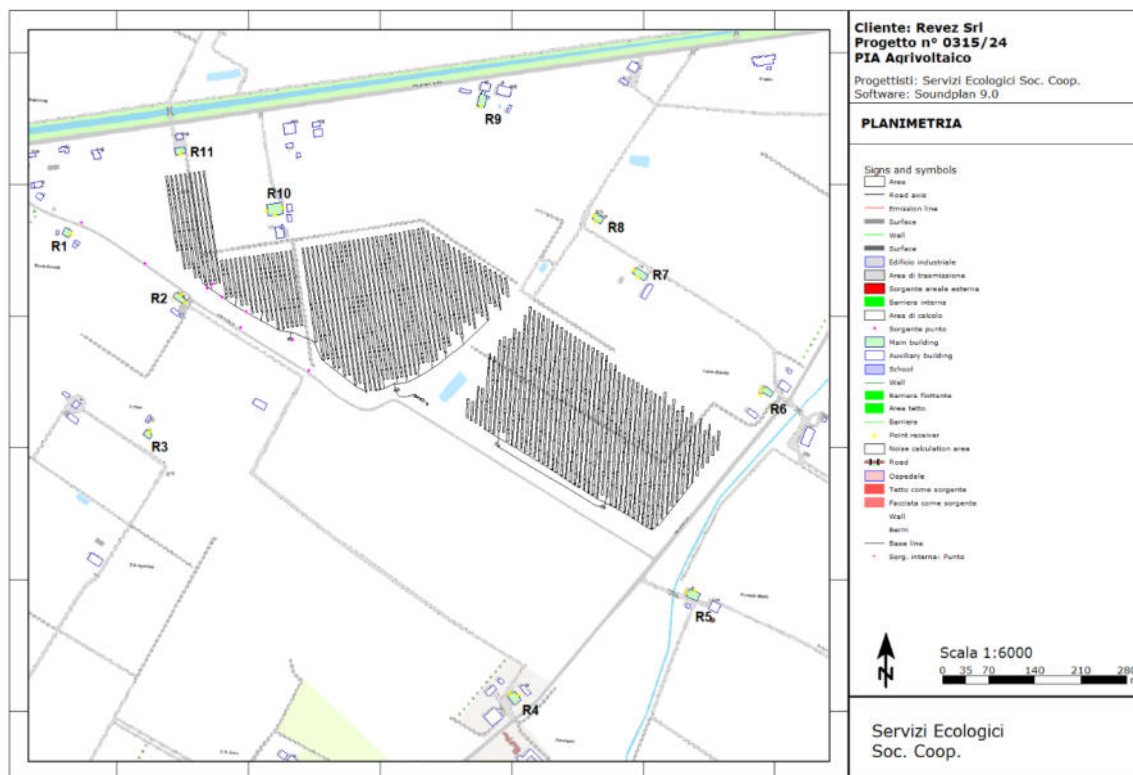 R9
R11
R10
R1
R8
R7
R2
R6
R3
R5
R4
Cliente: Revez Srl
Progetto n° 0315/24
PIA Agrivoltaico
Progettisti: Servizi Ecologici Soc. Coop.
Software: Soundplan 9.0
PLANIMETRIA
Signs and symbols
Area
Road axis
Emission line
Surface
Wall
Surface
Edificio industriale
Area di trasmissione
Sorgente areale esterna
Barriera interna
Area di calcolo
Sorgente punto
Main building
Auxiliary building
School
Wall
Barriera flottante
Area tetto
Barriere
Point receiver
Noise calculation area
Road
Ospedale
Tetto come sorgente
Facciata come sorgente
Wall
Berm
Base line
Sorg. interna: Punto
N
Scala 1:6000
0 35 70 140 210 280
Servizi Ecologici
Soc. Coop.